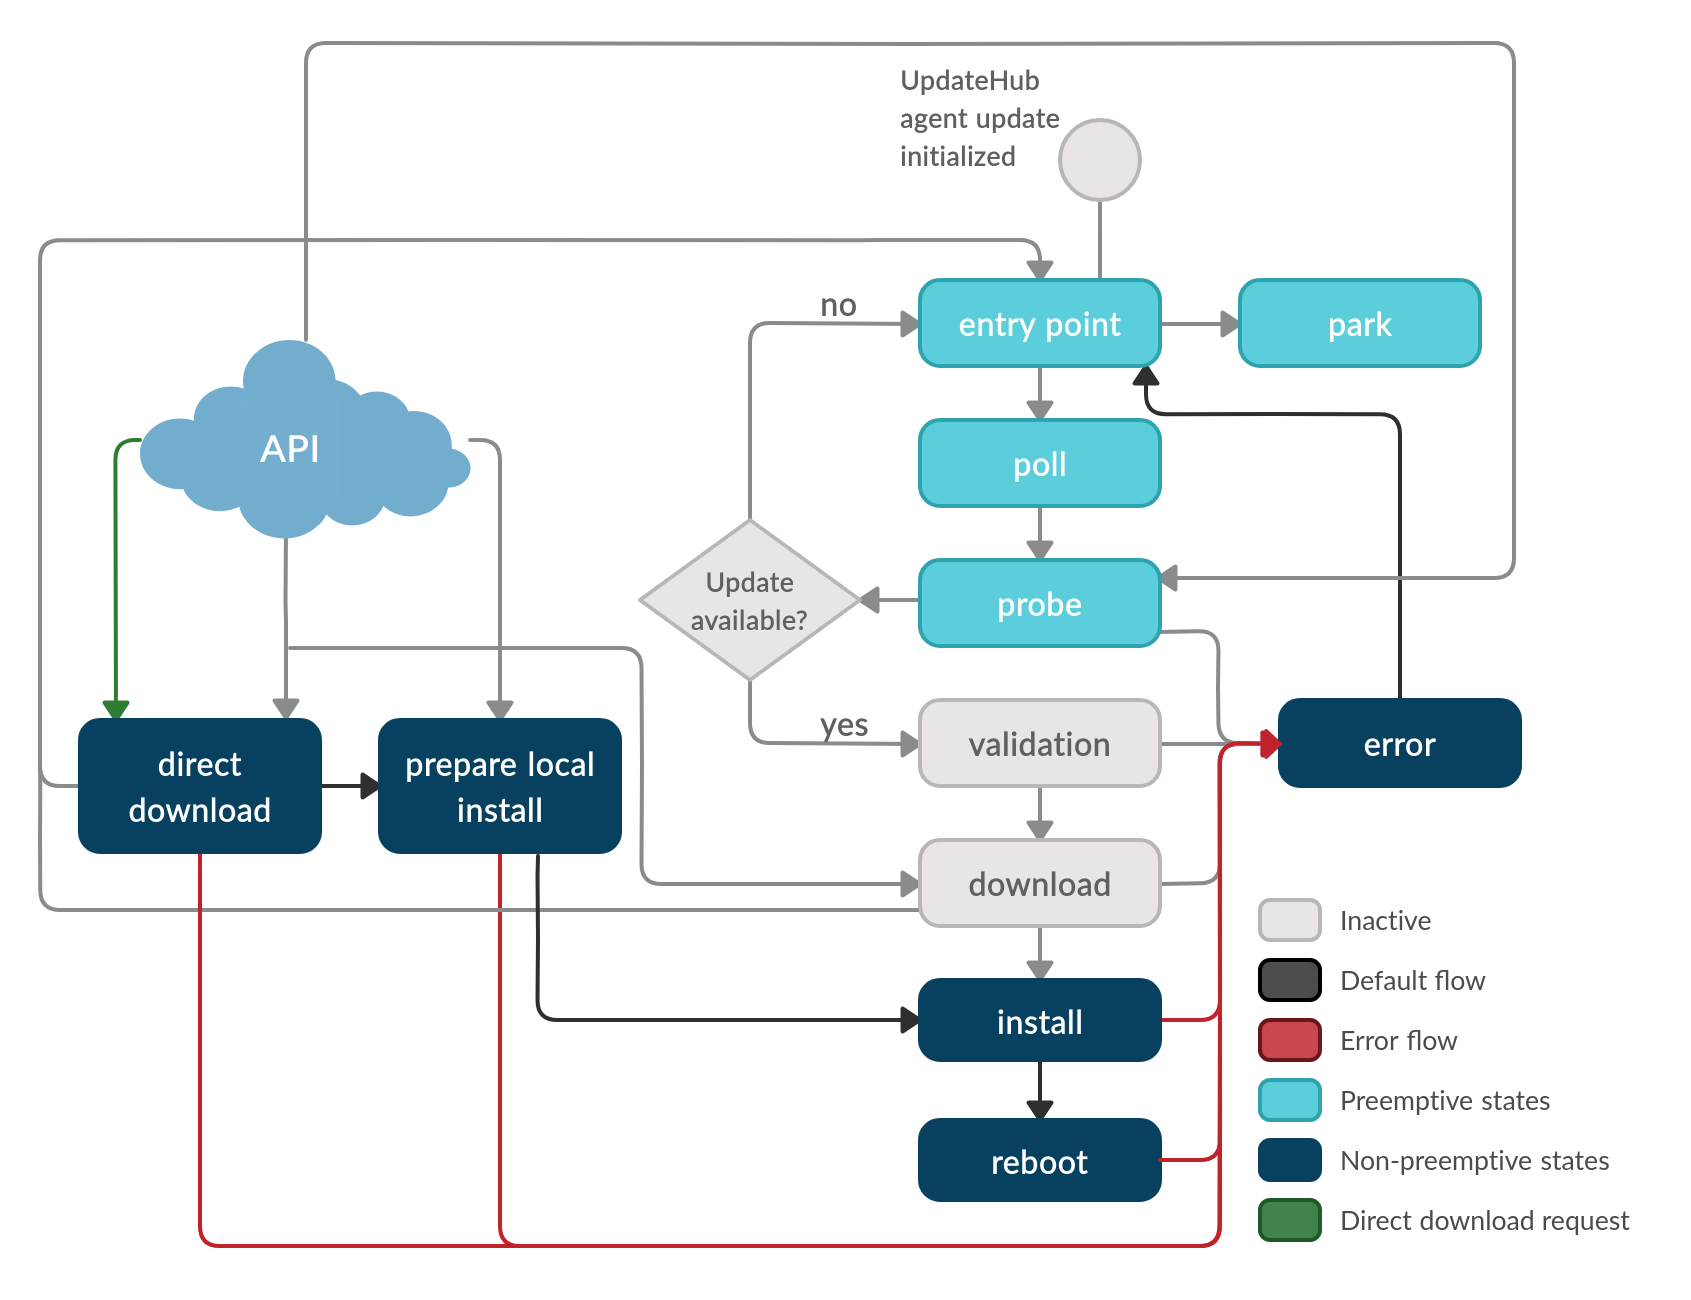 UpdateHub
agent update
initialized
no
entry point
park
API
poll
Update
available?
probe
yes
validation
error
direct
download
prepare local
install
download
install
reboot
Inactive
Default flow
Error flow
Preemptive states
Non-preemptive states
Direct download request